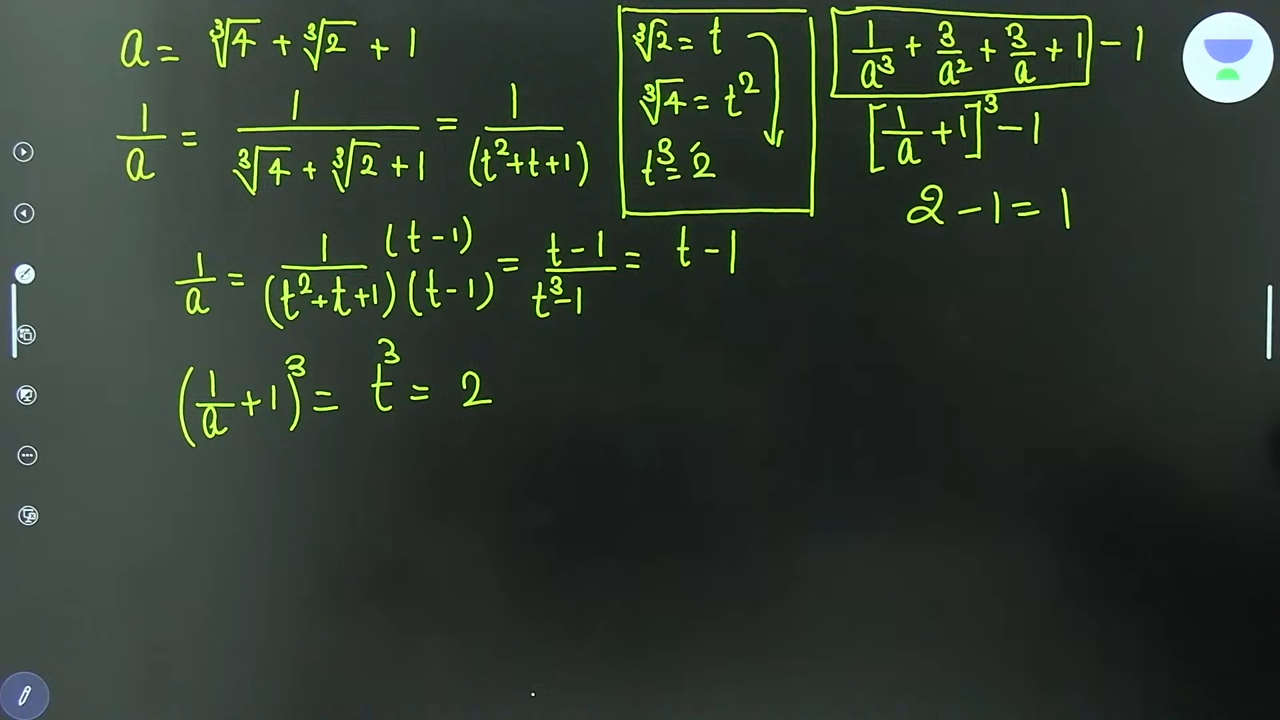 a = ∛4 + ∛2 + 1
1/a = 1/(∛4 + ∛2 + 1) = 1/(t²+t+1)
1/a = 1 (t-1)/(t²+t+1)(t-1) = t-1/t³-1 = t-1
(1/a + 1)³ = t³ = 2
∛2 = t
∛4 = t²
t³ = 2
1/a³ + 3/a² + 3/a + 1 - 1
[1/a + 1]³ - 1
2 - 1 = 1